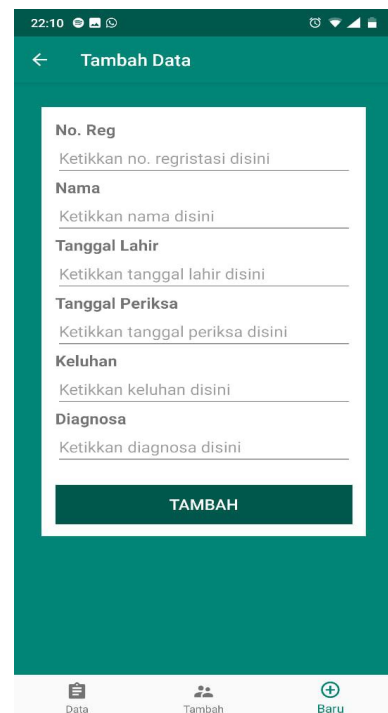 22:10
Tambah Data
No. Reg
Ketikkan no. regristasi disini
Nama
Ketikkan nama disini
Tanggal Lahir
Ketikkan tanggal lahir disini
Tanggal Periksa
Ketikkan tanggal periksa disini
Keluhan
Ketikkan keluhan disini
Diagnosa
Ketikkan diagnosa disini
TAMBAH
Data Tambah Baru